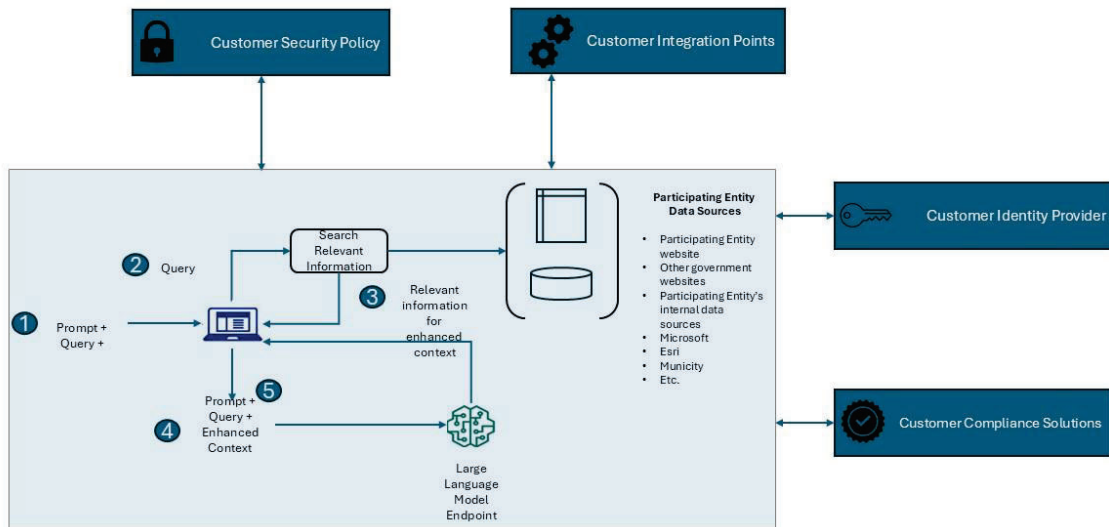 Customer Security Policy
Customer Integration Points
Participating Entity
Data Sources
• Participating Entity
website
• Other government
websites
• Participating Entity's
internal data
sources
• Microsoft
• Esri
• Municity
• Etc.
Customer Identity Provider
Search
Relevant
Information
2 Query
3 Relevant
information
for
enhanced
context
1 Prompt +
Query +
5
4 Prompt +
Query +
Enhanced
Context
Large
Language
Model
Endpoint
Customer Compliance Solutions